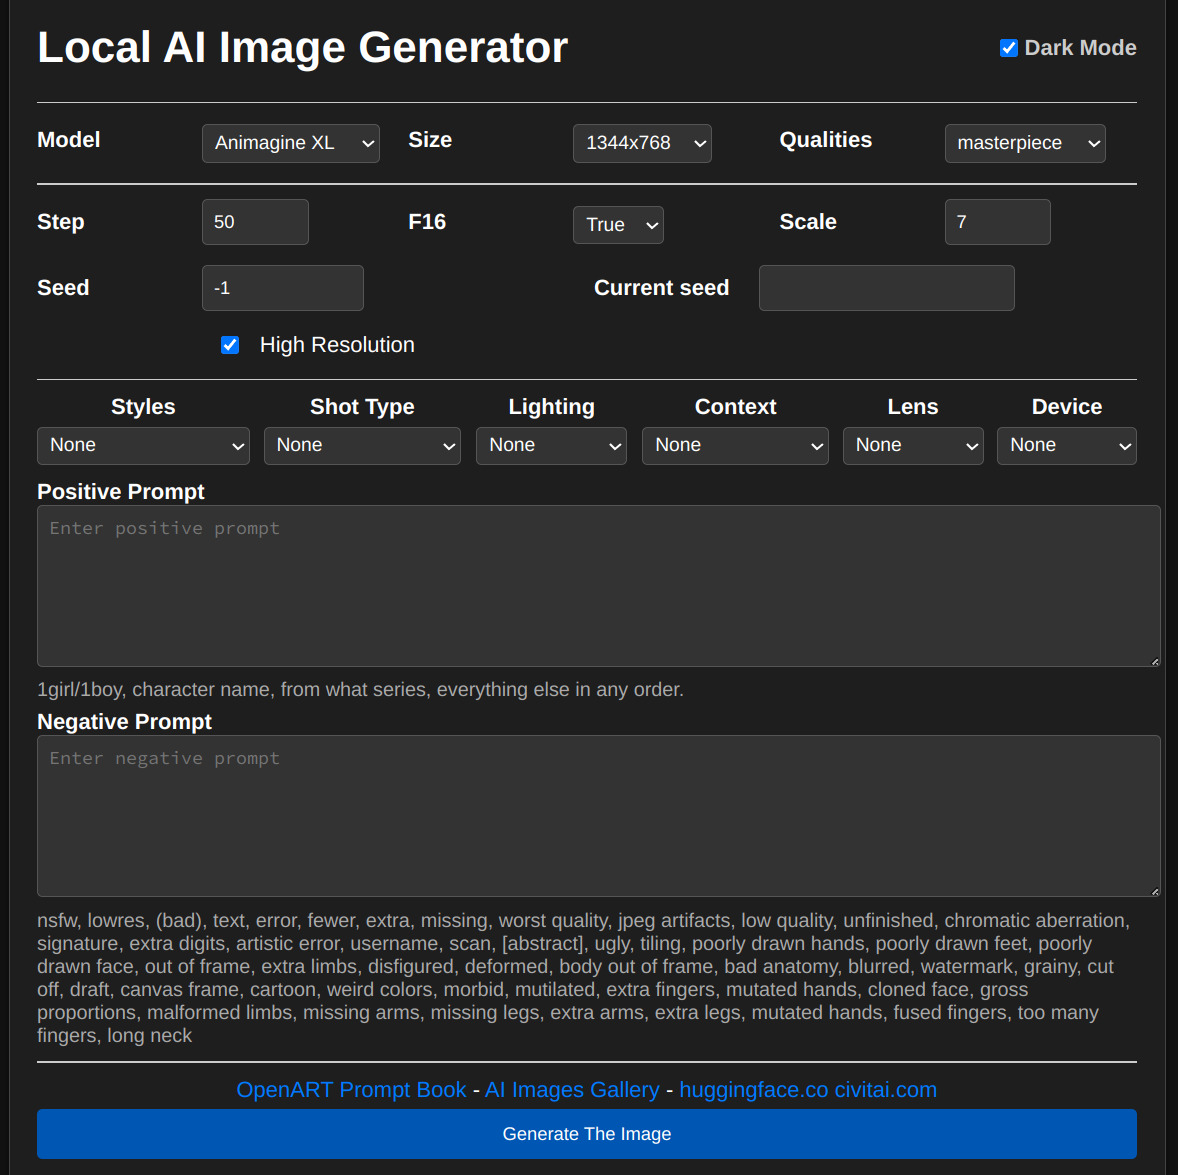 Local AI Image Generator
Dark Mode
Model Animagine XL Size 1344x768 Qualities masterpiece
Step 50 F16 True Scale 7
Seed -1 Current seed
High Resolution
Styles Shot Type Lighting Context Lens Device
None None None None None None
Positive Prompt
Enter positive prompt
1girl/1boy, character name, from what series, everything else in any order.
Negative Prompt
Enter negative prompt
nsfw, lowres, (bad), text, error, fewer, extra, missing, worst quality, jpeg artifacts, low quality, unfinished, chromatic aberration,
signature, extra digits, artistic error, username, scan, [abstract], ugly, tiling, poorly drawn hands, poorly drawn feet, poorly
drawn face, out of frame, extra limbs, disfigured, deformed, body out of frame, bad anatomy, blurred, watermark, grainy, cut
off, draft, canvas frame, cartoon, weird colors, morbid, mutilated, extra fingers, mutated hands, cloned face, gross
proportions, malformed limbs, missing arms, missing legs, extra arms, extra legs, mutated hands, fused fingers, too many
fingers, long neck
OpenART Prompt Book - AI Images Gallery - huggingface.co civitai.com
Generate The Image